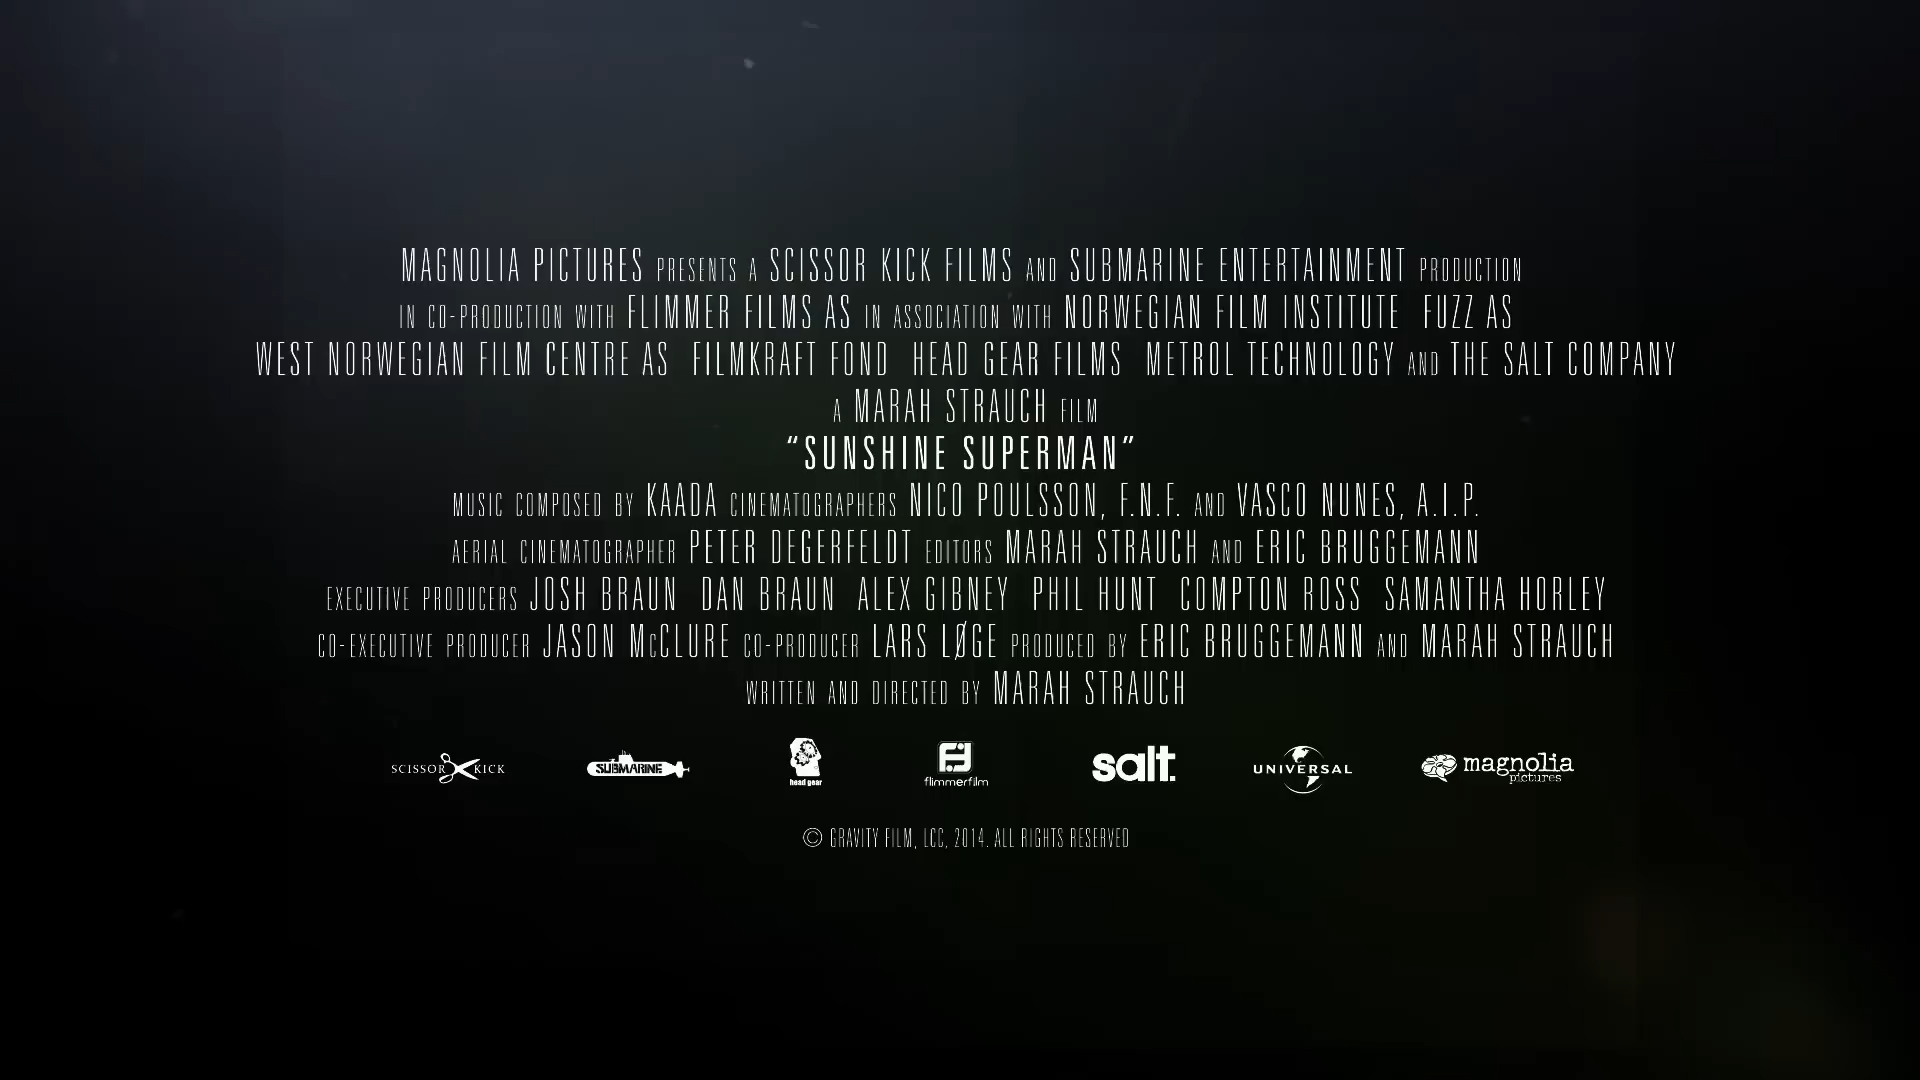 MAGNOLIA PICTURES PRESENTS A SCISSOR KICK FILMS AND SUBMARINE ENTERTAINMENT PRODUCTION
IN CO-PRODUCTION WITH FLIMMER FILMS AS IN ASSOCIATION WITH NORWEGIAN FILM INSTITUTE FUZZ AS
WEST NORWEGIAN FILM CENTRE AS FILMKRAFT FOND HEAD GEAR FILMS METROL TECHNOLOGY AND THE SALT COMPANY
A MARAH STRAUCH FILM
“SUNSHINE SUPERMAN”
MUSIC COMPOSED BY KAADA CINEMATOGRAPHERS NICO POULSSON, F.N.F. AND VASCO NUNES, A.I.P.
AERIAL CINEMATOGRAPHER PETER DEGERFELDT EDITORS MARAH STRAUCH AND ERIC BRUGGEMANN
EXECUTIVE PRODUCERS JOSH BRAUN DAN BRAUN ALEX GIBNEY PHIL HUNT COMPTON ROSS SAMANTHA HORLEY
CO-EXECUTIVE PRODUCER JASON McCLURE CO-PRODUCER LARS LØGE PRODUCED BY ERIC BRUGGEMANN AND MARAH STRAUCH
WRITTEN AND DIRECTED BY MARAH STRAUCH
SCISSOR KICK SUBMARINE head gear flimmerfilm salt. UNIVERSAL magnolia pictures
© GRAVITY FILM, LCC, 2014. ALL RIGHTS RESERVED